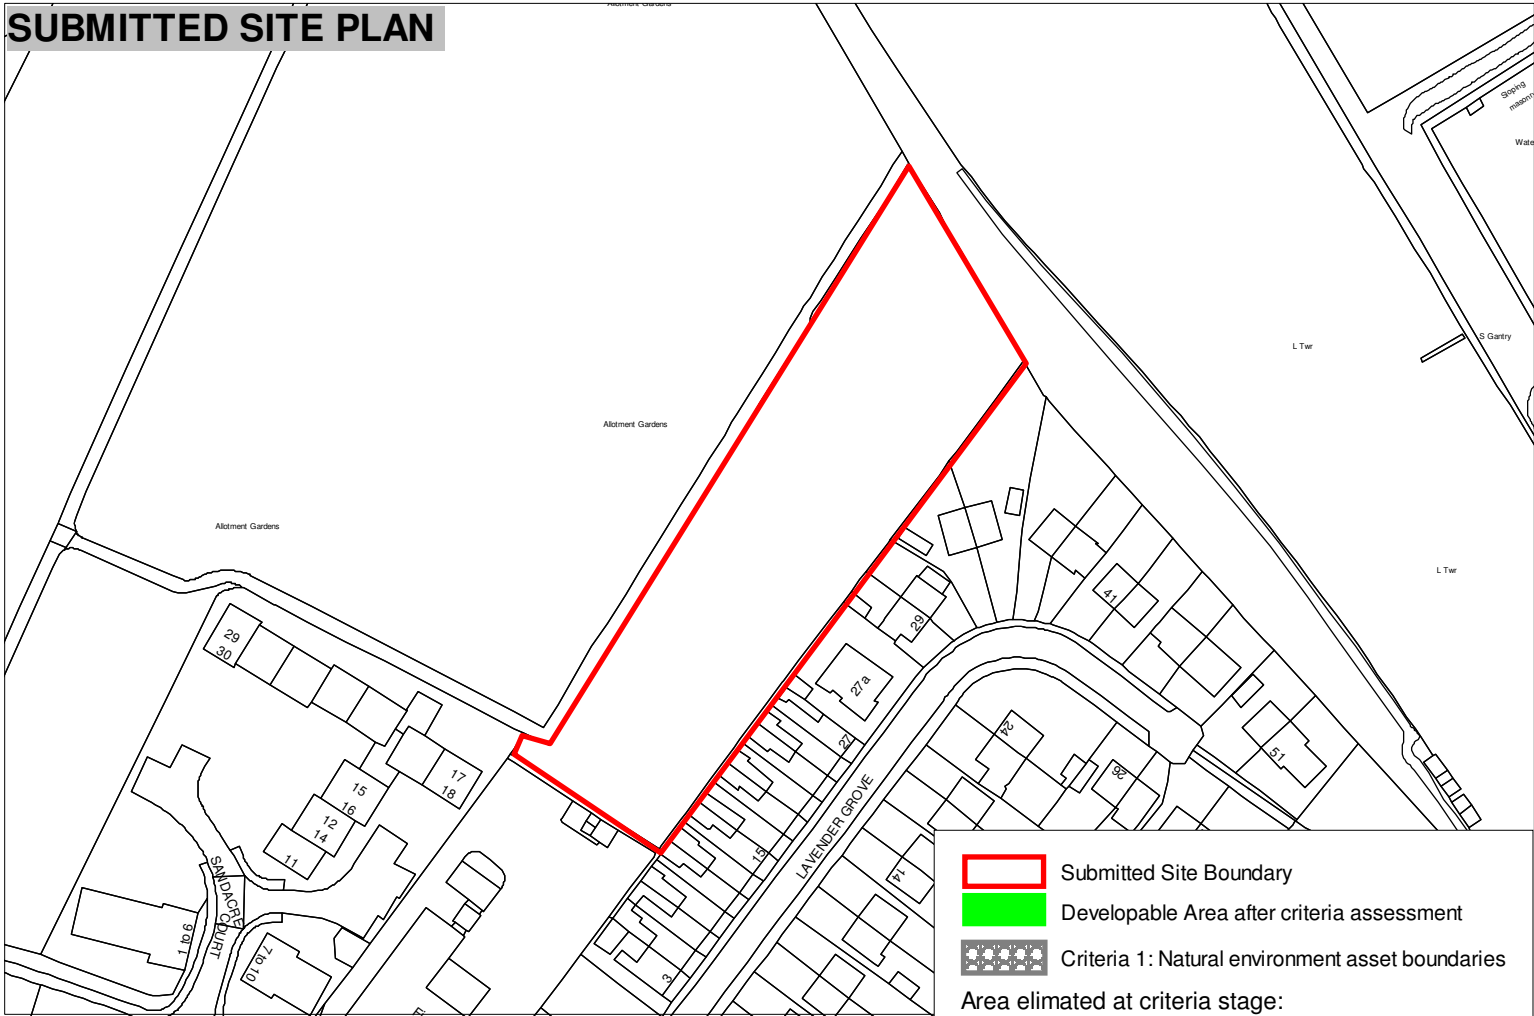 Allotment Gardens
SUBMITTED SITE PLAN
Sloping
L Twr
S Gantry
Allotment Gardens
Allotment Gardens
L Twr
29
30
29
41
27a
17
18
15
16
12
14
11
27
24
26
51
15
14
3
LAVENDER GROVE
SANDACRE
COURT
1 to 6
7 to 10
Submitted Site Boundary
Developable Area after criteria assessment
Criteria 1: Natural environment asset boundaries
Area elimated at criteria stage: